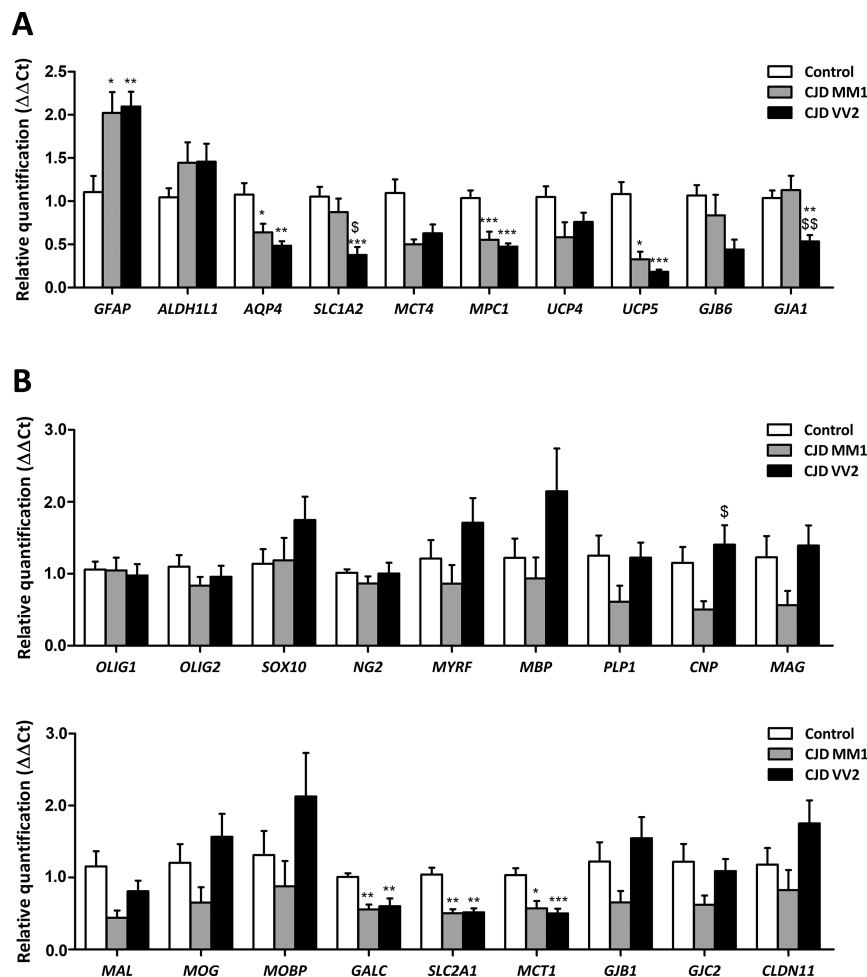 A
Relative quantification (ΔΔCt)
2.5
2.0
1.5
1.0
0.5
0.0
Control
CJD MM1
CJD VV2
* **
* **
$
***
*** ***
* ***
**
$$
GFAP ALDH1L1 AQP4 SLC1A2 MCT4 MPC1 UCP4 UCP5 GJB6 GJA1
B
Relative quantification (ΔΔCt)
3.0
2.0
1.0
0.0
Control
CJD MM1
CJD VV2
$
OLIG1 OLIG2 SOX10 NG2 MYRF MBP PLP1 CNP MAG
Relative quantification (ΔΔCt)
3.0
2.0
1.0
0.0
Control
CJD MM1
CJD VV2
** **
** **
* ***
MAL MOG MOBP GALC SLC2A1 MCT1 GJB1 GJC2 CLDN11